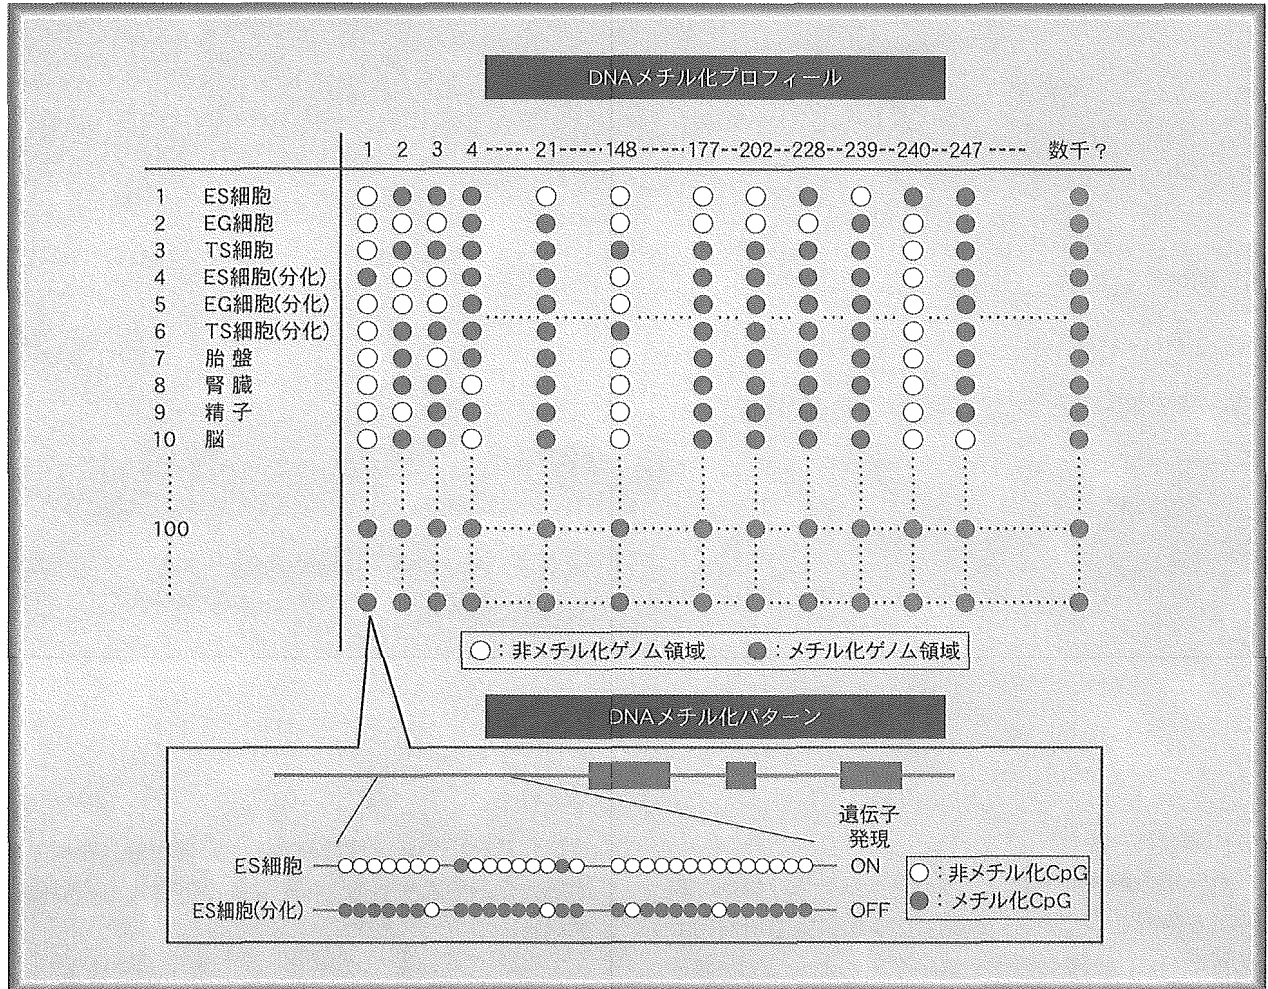 DNAメチル化プロフィール
1 2 3 4 ----- 21 ----- 148 ----- 177--202--228--239--240--247 ---- 数千？
1 ES細胞
2 EG細胞
3 TS細胞
4 ES細胞(分化)
5 EG細胞(分化)
6 TS細胞(分化)
7 胎 盤
8 腎 臓
9 精 子
10 脳
100
○：非メチル化ゲノム領域 ●：メチル化ゲノム領域
DNAメチル化パターン
遺伝子
発現
ES細胞 ON
ES細胞(分化) OFF
○：非メチル化CpG
●：メチル化CpG